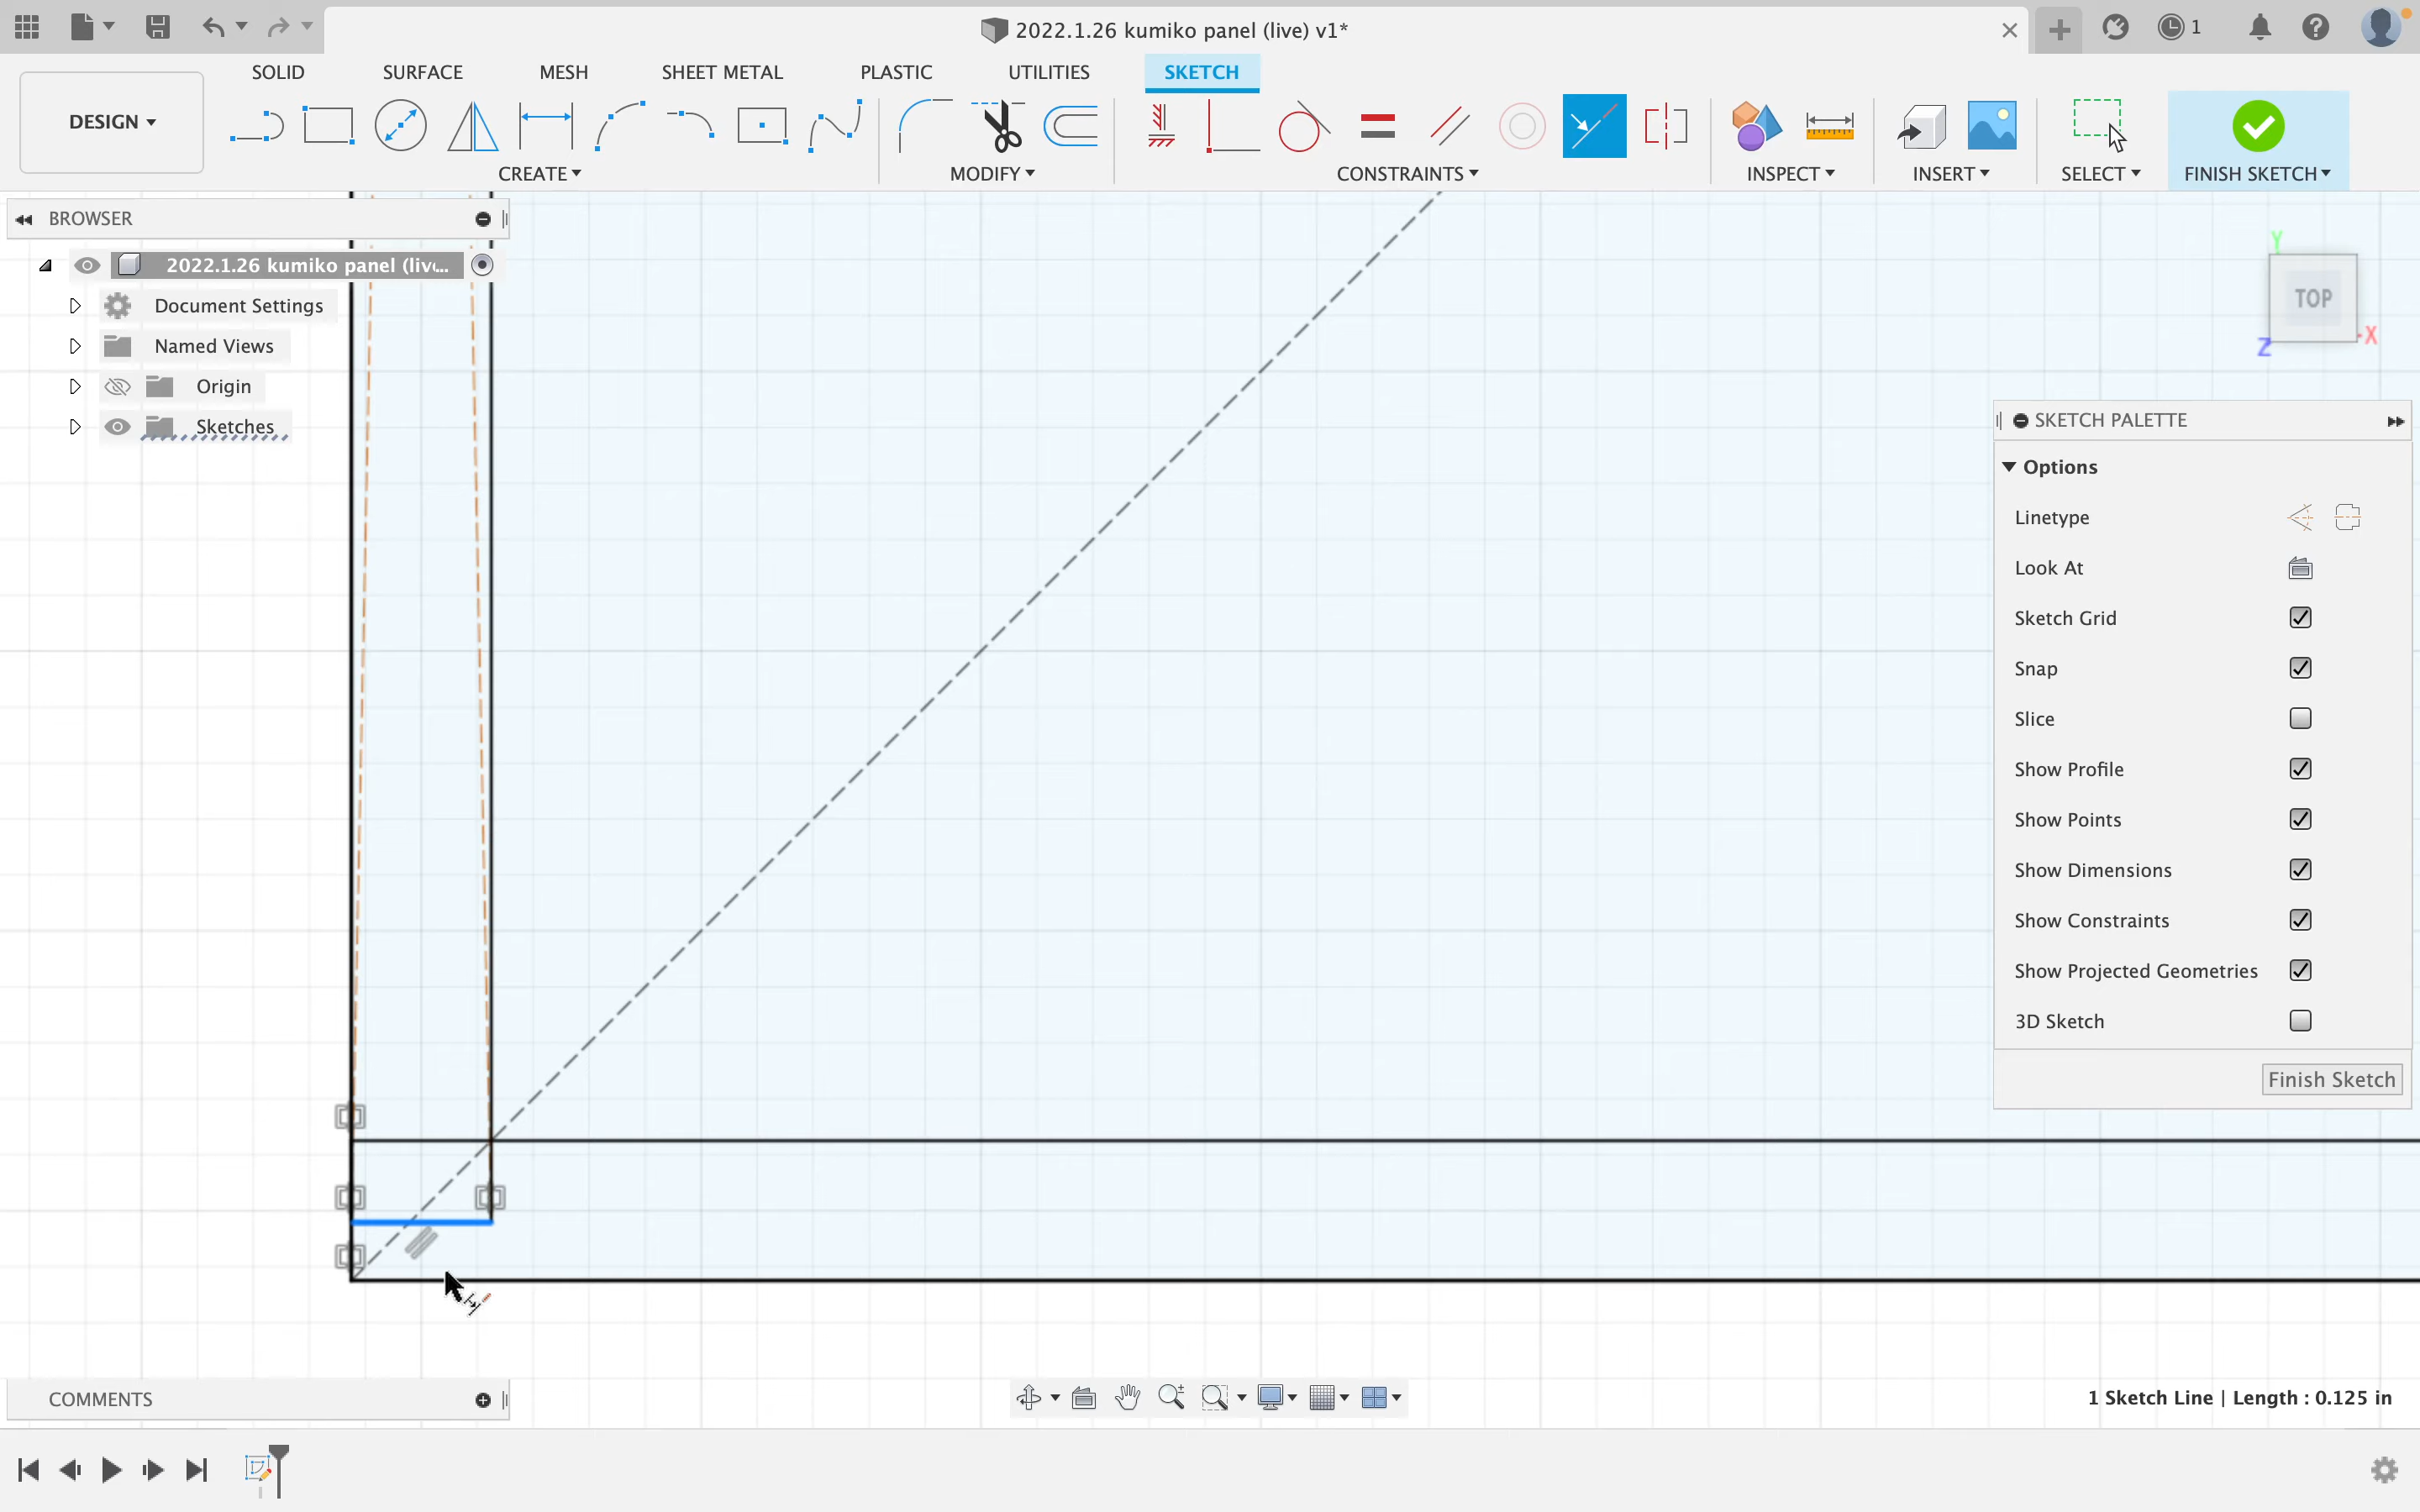 2022.1.26 kumiko panel (live) v1*
1
SOLID SURFACE MESH SHEET METAL PLASTIC UTILITIES SKETCH
DESIGN
CREATE MODIFY CONSTRAINTS INSPECT INSERT SELECT FINISH SKETCH
BROWSER
2022.1.26 kumiko panel (liv...
Document Settings
Named Views
Origin
Sketches
Y
TOP
X
Z
SKETCH PALETTE
Options
Linetype
Look At
Sketch Grid
Snap
Slice
Show Profile
Show Points
Show Dimensions
Show Constraints
Show Projected Geometries
3D Sketch
Finish Sketch
COMMENTS
1 Sketch Line | Length : 0.125 in